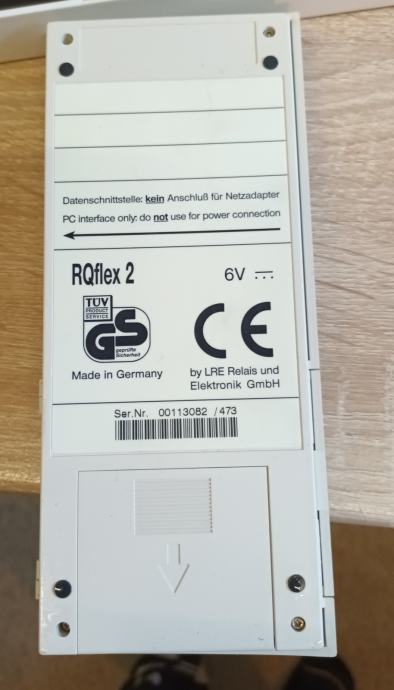 Datenschnittstelle: kein Anschluß für Netzadapter
PC interface only: do not use for power connection
RQflex 2
6V
TÜV
PRODUCT
SERVICE
GS
geprüfte
Sicherheit
CE
Made in Germany
by LRE Relais und
Elektronik GmbH
Ser.Nr. 00113082 /473